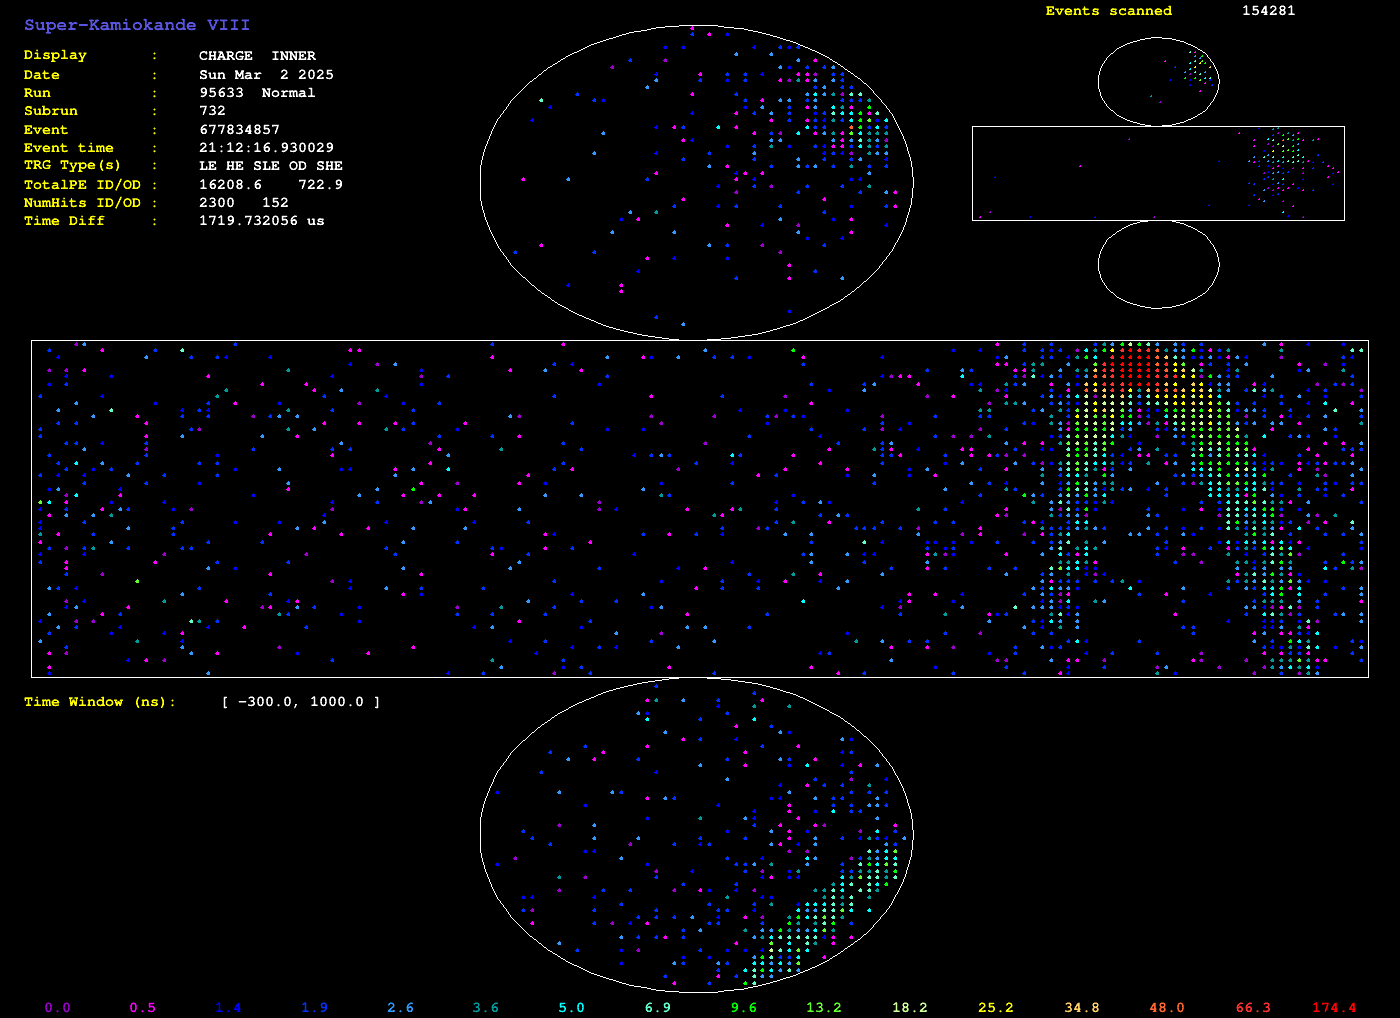 Super-Kamiokande VIII
Display : CHARGE INNER
Date : Sun Mar 2 2025
Run : 95633 Normal
Subrun : 732
Event : 677834857
Event time : 21:12:16.930029
TRG Type(s) : LE HE SLE OD SHE
TotalPE ID/OD : 16208.6 722.9
NumHits ID/OD : 2300 152
Time Diff : 1719.732056 us
Events scanned 154281
Time Window (ns): [ -300.0, 1000.0 ]
0.0 0.5 1.4 1.9 2.6 3.6 5.0 6.9 9.6 13.2 18.2 25.2 34.8 48.0 66.3 174.4